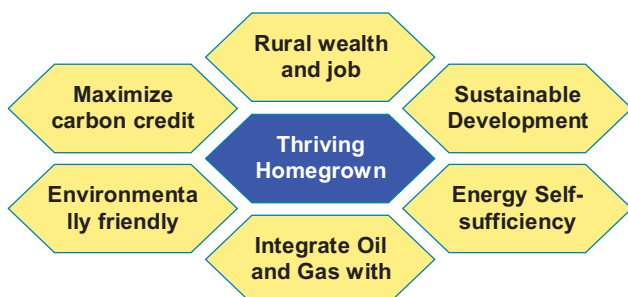 Rural wealth
and job
Maximize
carbon credit
Sustainable
Development
Thriving
Homegrown
Environmenta
lly friendly
Energy Self-
sufficiency
Integrate Oil
and Gas with